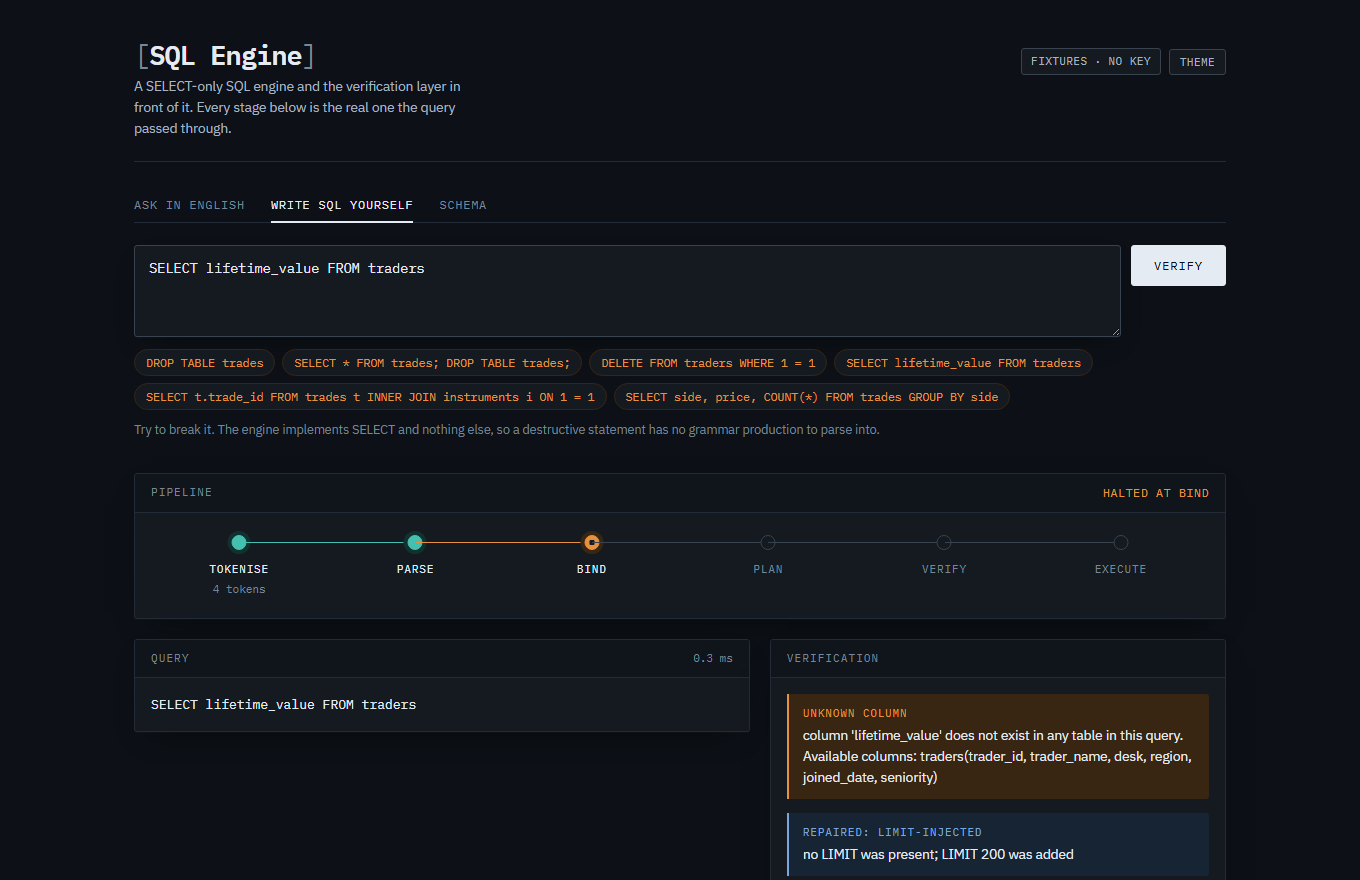 [SQL Engine]
A SELECT-only SQL engine and the verification layer in
front of it. Every stage below is the real one the query
passed through.
FIXTURES · NO KEY
THEME
ASK IN ENGLISH
WRITE SQL YOURSELF
SCHEMA
SELECT lifetime_value FROM traders
VERIFY
DROP TABLE trades
SELECT * FROM trades; DROP TABLE trades;
DELETE FROM traders WHERE 1 = 1
SELECT lifetime_value FROM traders
SELECT t.trade_id FROM trades t INNER JOIN instruments i ON 1 = 1
SELECT side, price, COUNT(*) FROM trades GROUP BY side
Try to break it. The engine implements SELECT and nothing else, so a destructive statement has no grammar production to parse into.
PIPELINE
HALTED AT BIND
TOKENISE
PARSE
BIND
PLAN
VERIFY
EXECUTE
4 tokens
QUERY
0.3 ms
SELECT lifetime_value FROM traders
VERIFICATION
UNKNOWN COLUMN
column 'lifetime_value' does not exist in any table in this query.
Available columns: traders(trader_id, trader_name, desk, region,
joined_date, seniority)
REPAIRED: LIMIT-INJECTED
no LIMIT was present; LIMIT 200 was added